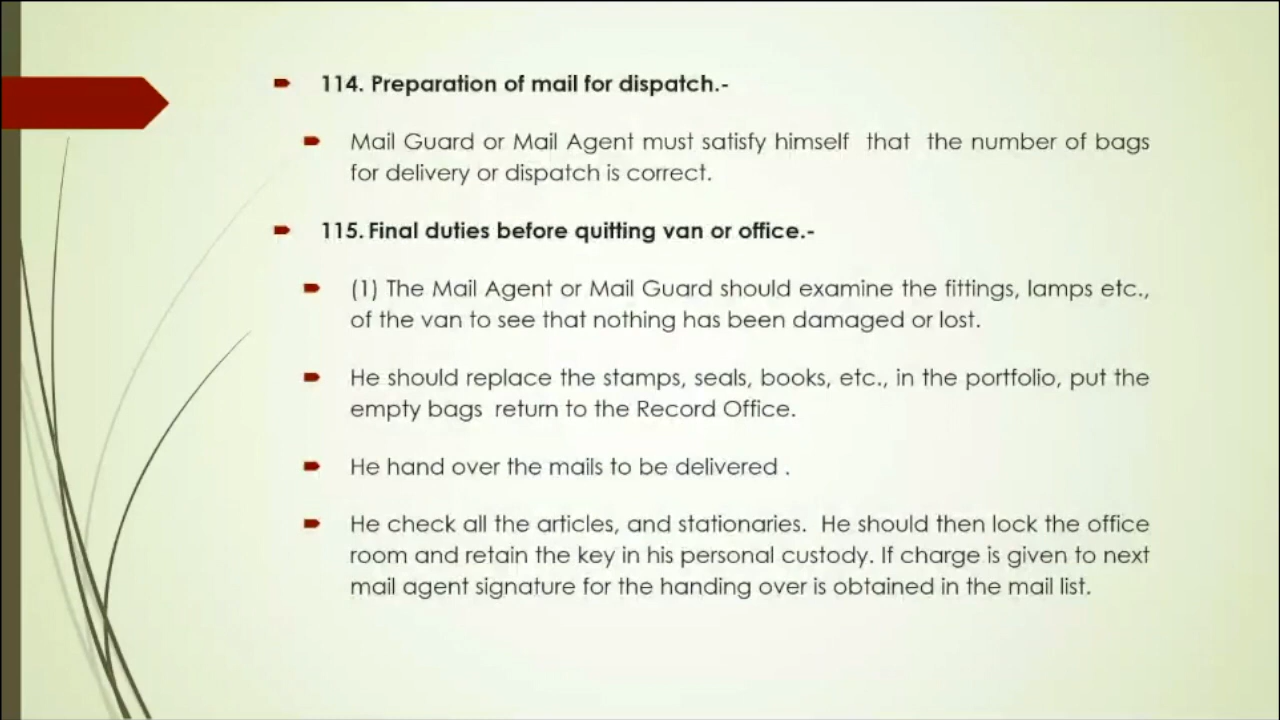 114. Preparation of mail for dispatch.-
Mail Guard or Mail Agent must satisfy himself that the number of bags
for delivery or dispatch is correct.
115. Final duties before quitting van or office.-
(1) The Mail Agent or Mail Guard should examine the fittings, lamps etc.,
of the van to see that nothing has been damaged or lost.
He should replace the stamps, seals, books, etc., in the portfolio, put the
empty bags return to the Record Office.
He hand over the mails to be delivered .
He check all the articles, and stationaries. He should then lock the office
room and retain the key in his personal custody. If charge is given to next
mail agent signature for the handing over is obtained in the mail list.